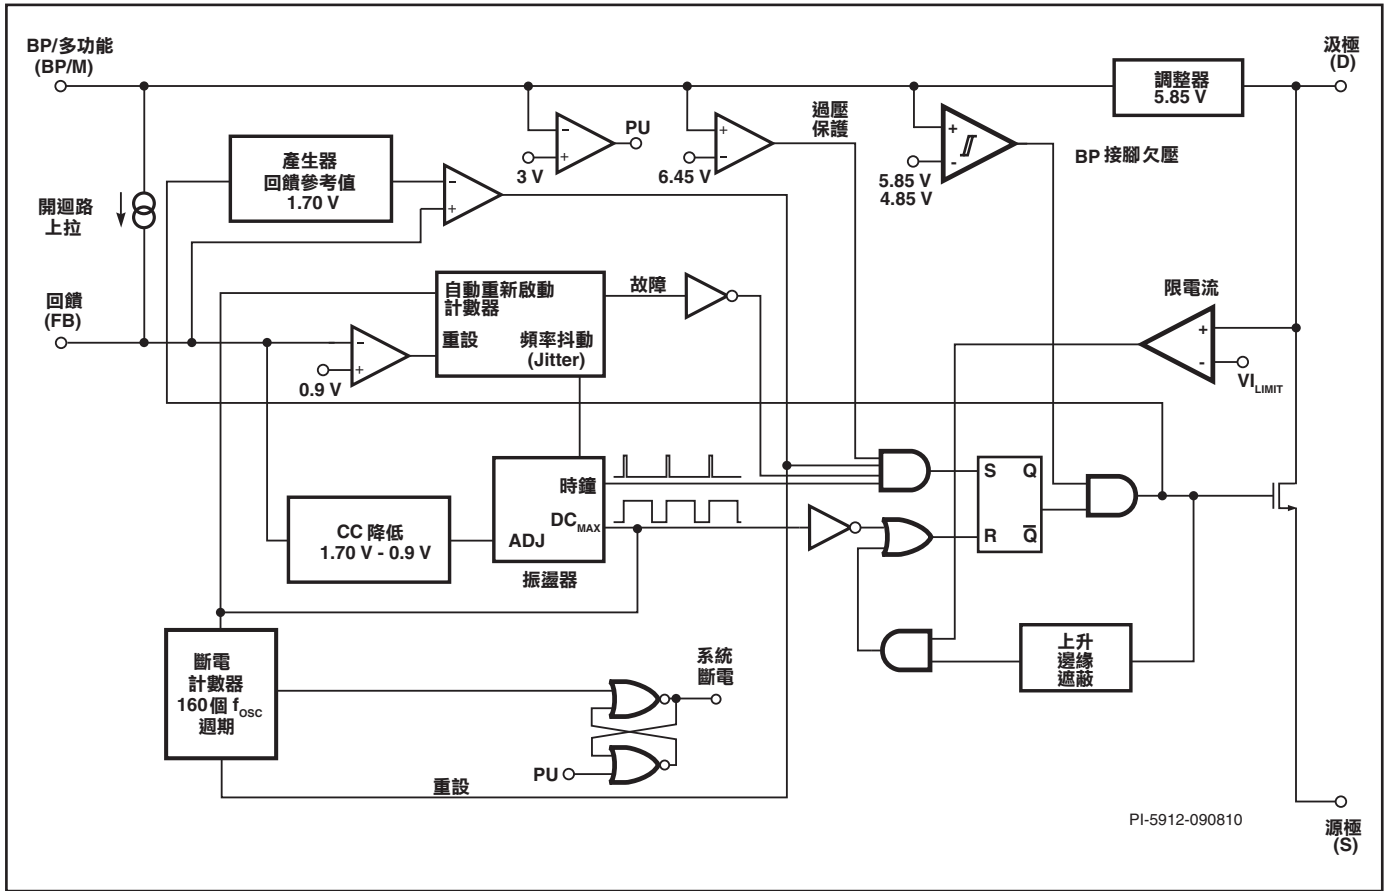 BP/多功能
(BP/M)
汲極
(D)
調整器
5.85 V
過壓
保護
PU
3 V
+
-
6.45 V
+
-
+
-
5.85 V
4.85 V
BP 接腳欠壓
產生器
回饋參考值
1.70 V
-
+
開迴路
上拉
回饋
(FB)
自動重新啟動
計數器
重設
頻率抖動
(Jitter)
故障
限電流
+
-
VI LIMIT
-
+
0.9 V
時鐘
DC MAX
ADJ
振盪器
CC 降低
1.70 V - 0.9 V
S Q
R Q̅
上升
邊緣
遮蔽
斷電
計數器
160個 fOSC
週期
系統
斷電
PU
重設
PI-5912-090810
源極
(S)